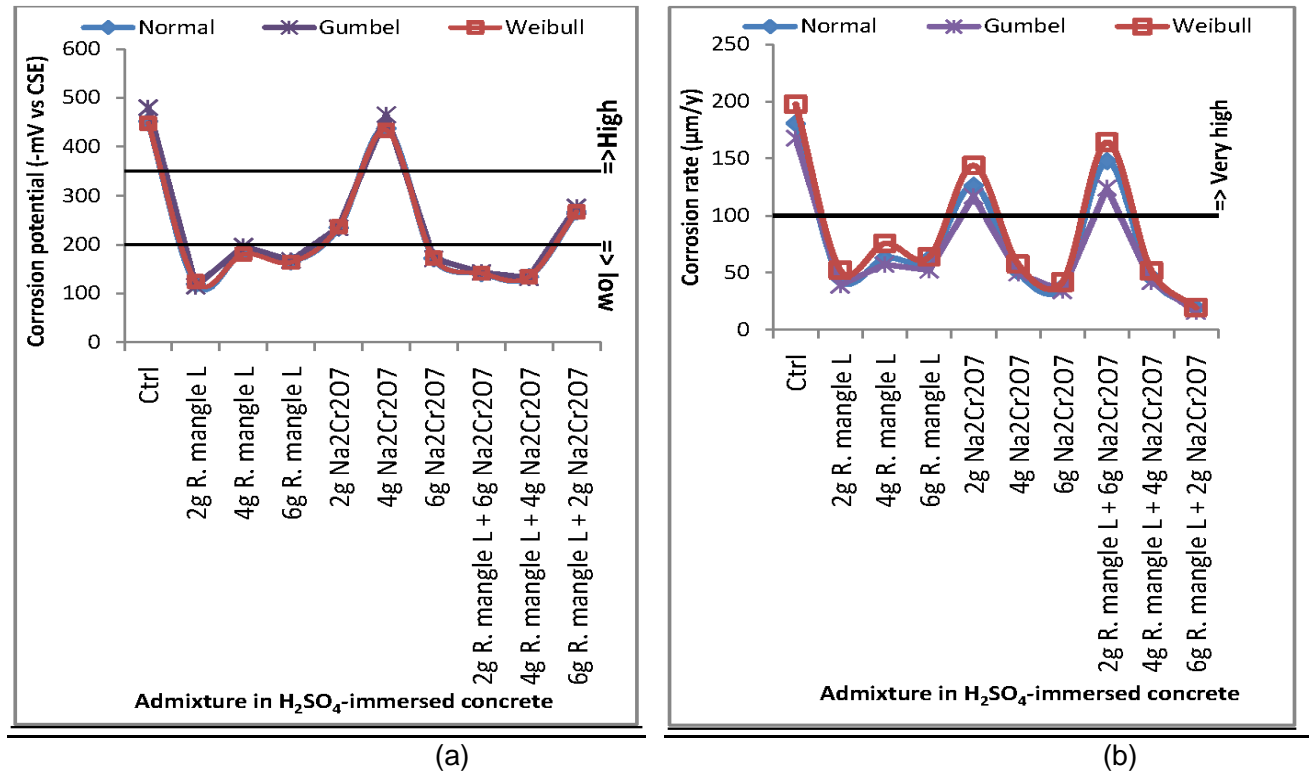 Normal Gumbel Weibull
Corrosion potential (-mV vs CSE)
600
500
400
300
200
100
0
=>High
low <=
Ctrl
2g R. mangle L
4g R. mangle L
6g R. mangle L
2g Na2Cr2O7
4g Na2Cr2O7
6g Na2Cr2O7
2g R. mangle L + 6g Na2Cr2O7
4g R. mangle L + 4g Na2Cr2O7
6g R. mangle L + 2g Na2Cr2O7
Admixture in H₂SO₄-immersed concrete
(a)
Normal Gumbel Weibull
Corrosion rate (µm/y)
250
200
150
100
50
0
=> Very high
Ctrl
2g R. mangle L
4g R. mangle L
6g R. mangle L
2g Na2Cr2O7
4g Na2Cr2O7
6g Na2Cr2O7
2g R. mangle L + 6g Na2Cr2O7
4g R. mangle L + 4g Na2Cr2O7
6g R. mangle L + 2g Na2Cr2O7
Admixture in H₂SO₄-immersed concrete
(b)